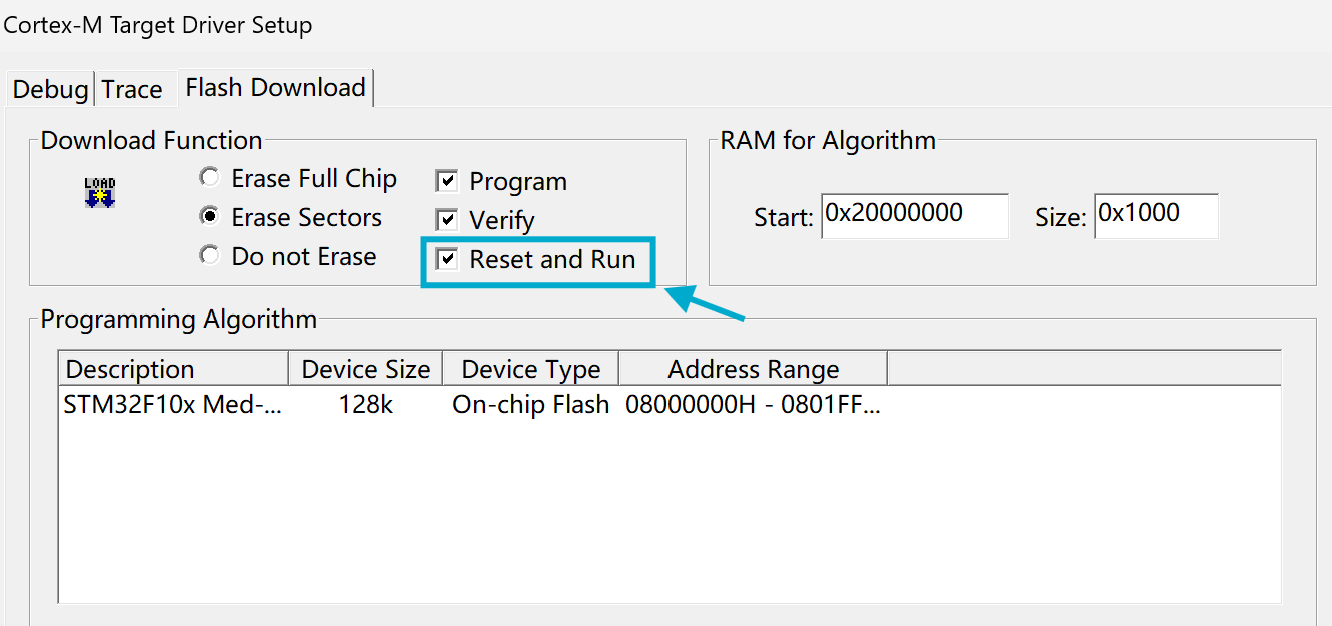 Cortex-M Target Driver Setup
Debug Trace Flash Download
Download Function
LOAD
Erase Full Chip
Erase Sectors
Do not Erase
Program
Verify
Reset and Run
RAM for Algorithm
Start: 0x20000000 Size: 0x1000
Programming Algorithm
Description Device Size Device Type Address Range
STM32F10x Med-... 128k On-chip Flash 08000000H - 0801FF...